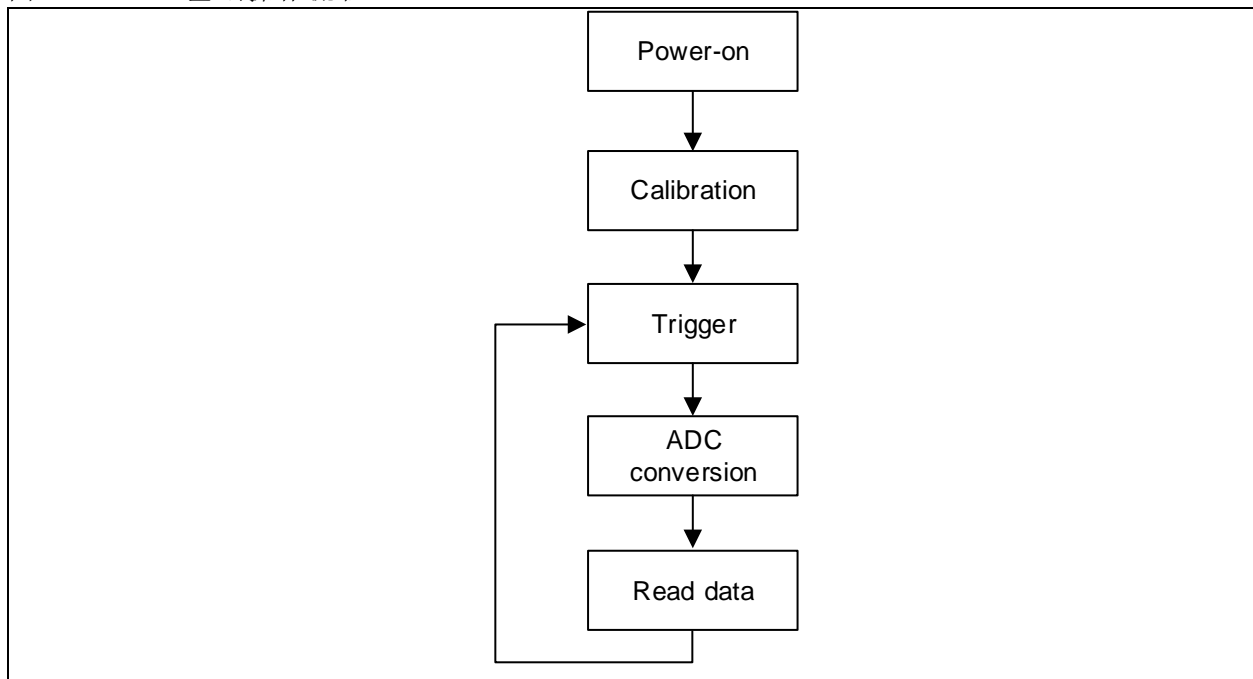 Power-on
Calibration
Trigger
ADC
conversion
Read data